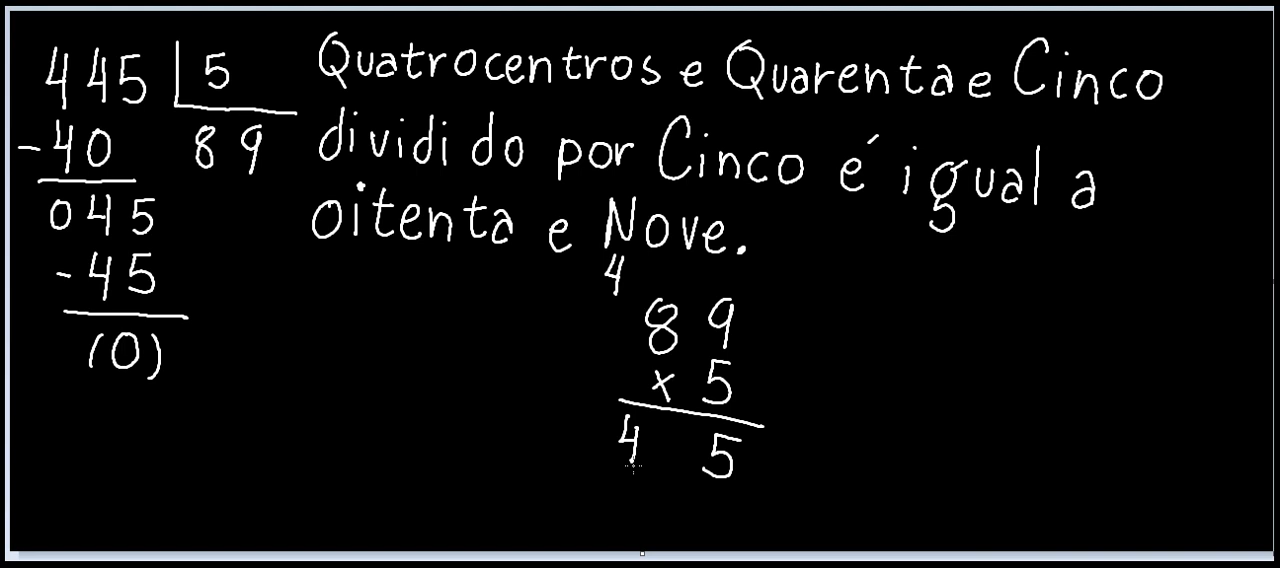 445 | 5 Quatrocentros e Quarenta e Cinco
-40 89 dividido por Cinco é igual a
045 oitenta e Nove.
-45 4
(0) 89
x 5
4 5